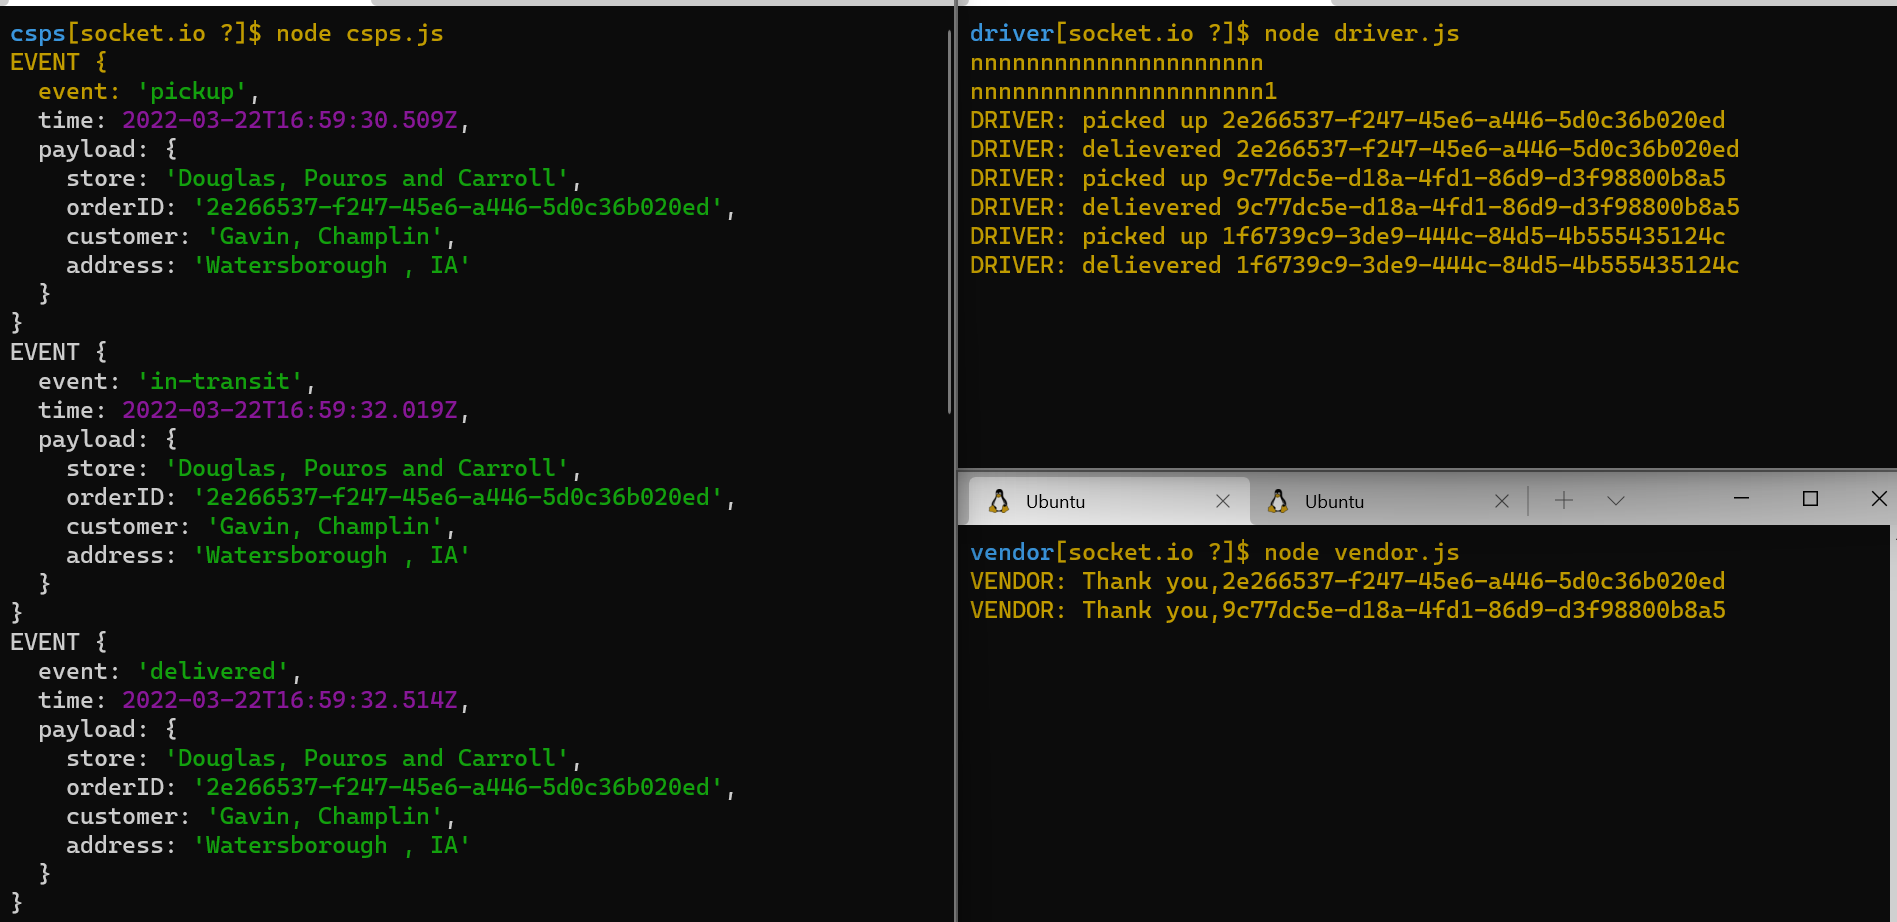 csps[socket.io ?]$ node csps.js
EVENT {
  event: 'pickup',
  time: 2022-03-22T16:59:30.509Z,
  payload: {
    store: 'Douglas, Pouros and Carroll',
    orderID: '2e266537-f247-45e6-a446-5d0c36b020ed',
    customer: 'Gavin, Champlin',
    address: 'Watersborough , IA'
  }
}
EVENT {
  event: 'in-transit',
  time: 2022-03-22T16:59:32.019Z,
  payload: {
    store: 'Douglas, Pouros and Carroll',
    orderID: '2e266537-f247-45e6-a446-5d0c36b020ed',
    customer: 'Gavin, Champlin',
    address: 'Watersborough , IA'
  }
}
EVENT {
  event: 'delivered',
  time: 2022-03-22T16:59:32.514Z,
  payload: {
    store: 'Douglas, Pouros and Carroll',
    orderID: '2e266537-f247-45e6-a446-5d0c36b020ed',
    customer: 'Gavin, Champlin',
    address: 'Watersborough , IA'
  }
}
driver[socket.io ?]$ node driver.js
nnnnnnnnnnnnnnnnnnnnn
nnnnnnnnnnnnnnnnnnnnn1
DRIVER: picked up 2e266537-f247-45e6-a446-5d0c36b020ed
DRIVER: delievered 2e266537-f247-45e6-a446-5d0c36b020ed
DRIVER: picked up 9c77dc5e-d18a-4fd1-86d9-d3f98800b8a5
DRIVER: delievered 9c77dc5e-d18a-4fd1-86d9-d3f98800b8a5
DRIVER: picked up 1f6739c9-3de9-444c-84d5-4b555435124c
DRIVER: delievered 1f6739c9-3de9-444c-84d5-4b555435124c
Ubuntu
Ubuntu
vendor[socket.io ?]$ node vendor.js
VENDOR: Thank you,2e266537-f247-45e6-a446-5d0c36b020ed
VENDOR: Thank you,9c77dc5e-d18a-4fd1-86d9-d3f98800b8a5